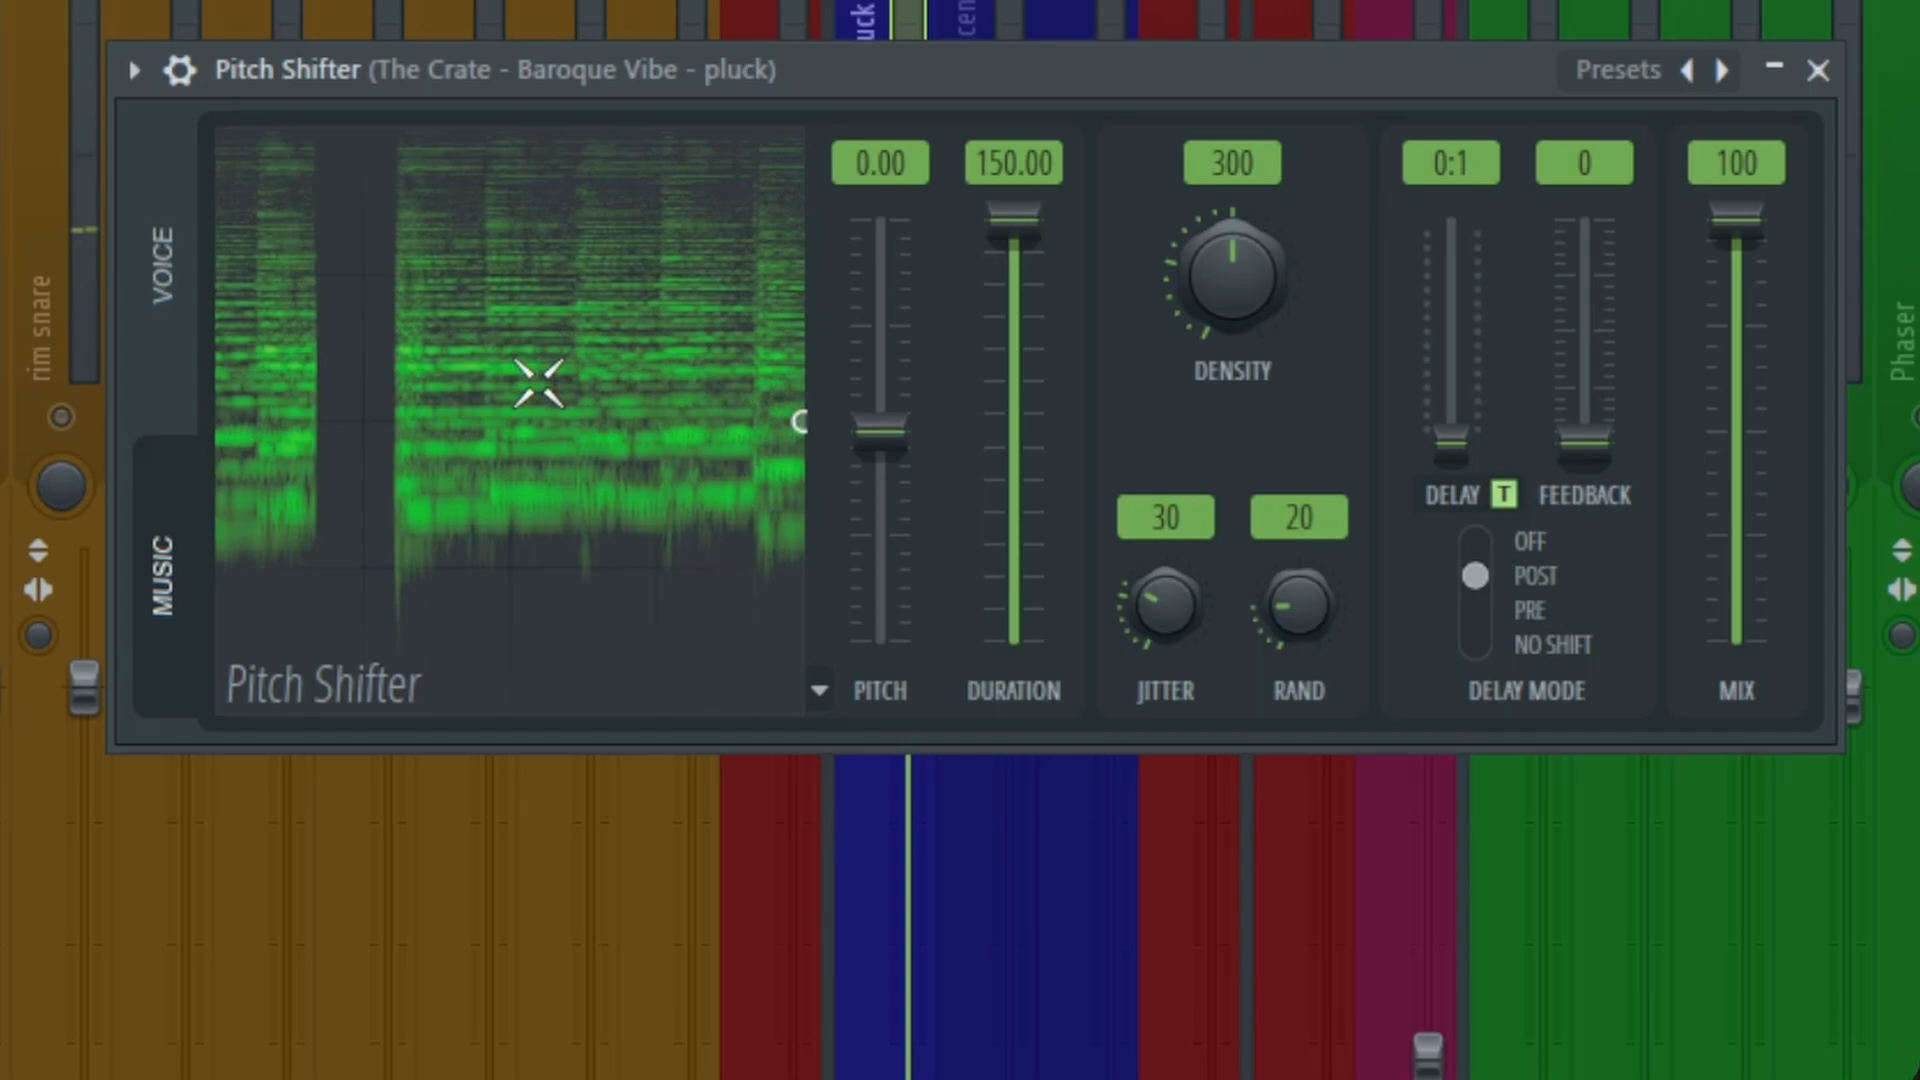 uck
cen
Pitch Shifter (The Crate - Baroque Vibe - pluck)
Presets
VOICE
MUSIC
rim snare
Phaser
0.00
150.00
300
0:1
0
100
DENSITY
30
20
DELAY T FEEDBACK
OFF
POST
PRE
NO SHIFT
Pitch Shifter
PITCH
DURATION
JITTER
RAND
DELAY MODE
MIX